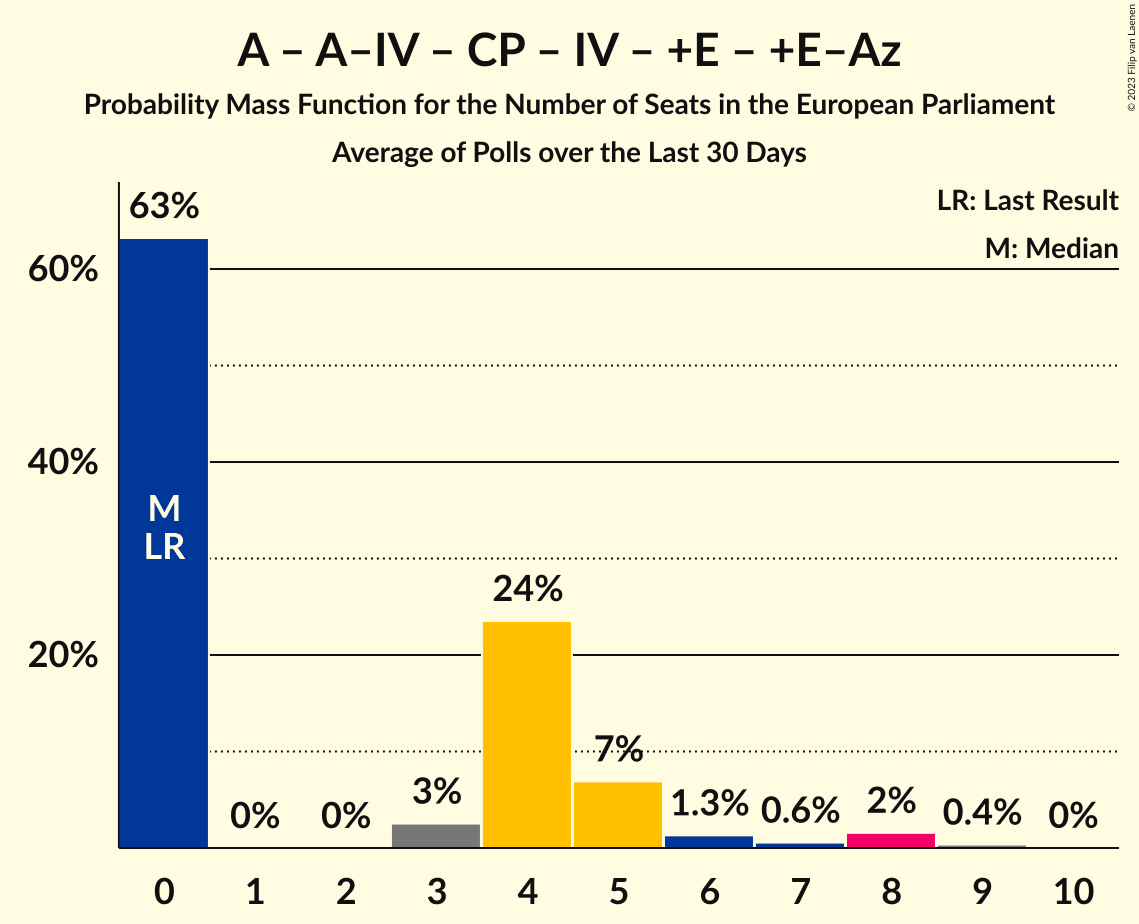 A – A–IV – CP – IV – +E – +E–Az
Probability Mass Function for the Number of Seats in the European Parliament
Average of Polls over the Last 30 Days
© 2023 Filip van Laenen
LR: Last Result
M: Median
63%
60%
40%
20%
M
LR
0%
0%
3%
24%
7%
1.3%
0.6%
2%
0.4%
0%
0 1 2 3 4 5 6 7 8 9 10